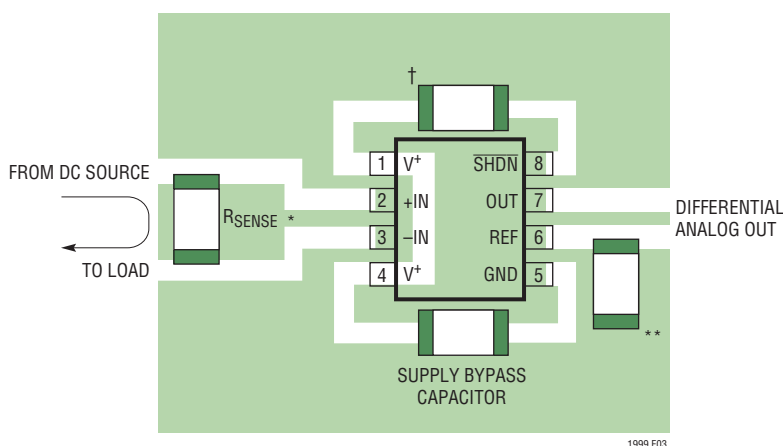 †
FROM DC SOURCE
TO LOAD
RSENSE *
1 V+
2 +IN
3 –IN
4 V+
SHDN 8
OUT 7
REF 6
GND 5
DIFFERENTIAL
ANALOG OUT
**
SUPPLY BYPASS
CAPACITOR
1999 F03